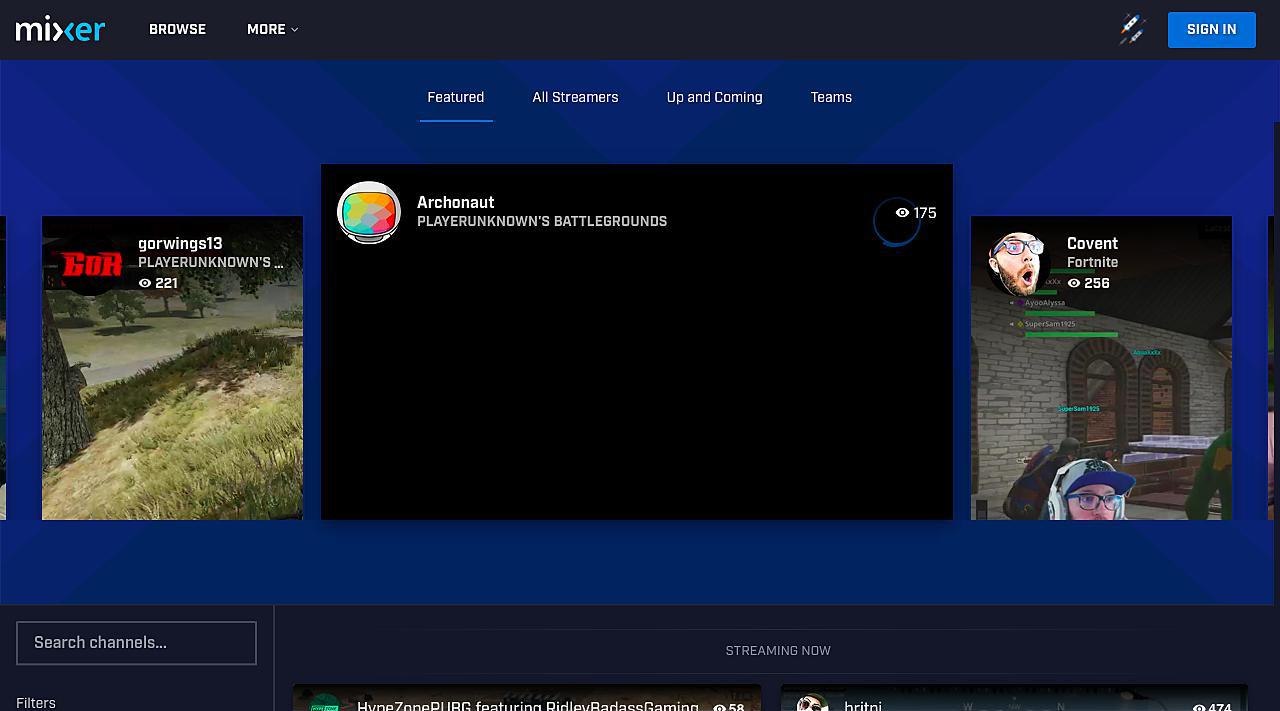 mixer
BROWSE
MORE
SIGN IN
Featured
All Streamers
Up and Coming
Teams
GOR
gorwings13
PLAYERUNKNOWN'S ...
221
Archonaut
PLAYERUNKNOWN'S BATTLEGROUNDS
175
Covent
Fortnite
256
AyooAlyssa
SuperSam1925
SuperSam1925
Search channels...
Filters
STREAMING NOW
HypeZonePUBG featuring RidleyBadassGaming
58
britni
W
NW
N
474